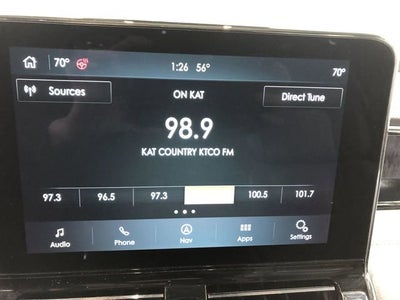 70° 1:26 56° 70°
Sources ON KAT Direct Tune
98.9
KAT COUNTRY KTCO FM
97.3 96.5 97.3 100.5 101.7
Audio Phone Nav Apps Settings